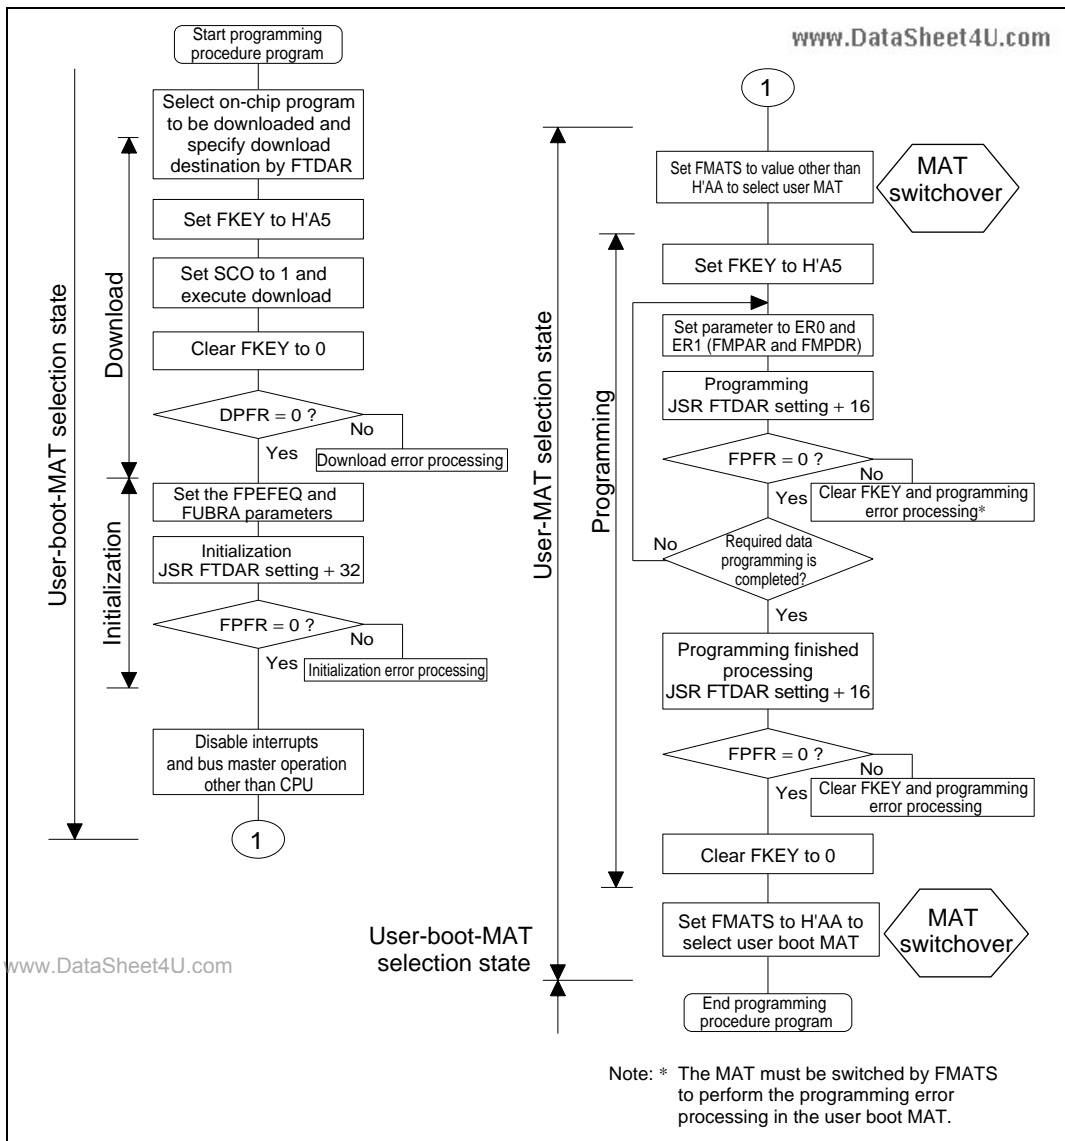 www.DataSheet4U.com
Start programming
procedure program
Select on-chip program
to be downloaded and
specify download
destination by FTDAR
Set FKEY to H'A5
Set SCO to 1 and
execute download
Clear FKEY to 0
DPFR = 0 ?
No
Yes
Download error processing
Set the FPEFEQ and
FUBRA parameters
Initialization
JSR FTDAR setting + 32
FPFR = 0 ?
No
Yes
Initialization error processing
Disable interrupts
and bus master operation
other than CPU
1
User-boot-MAT selection state
Download
Initialization
1
Set FMATS to value other than
H'AA to select user MAT
MAT
switchover
Set FKEY to H'A5
Set parameter to ER0 and
ER1 (FMPAR and FMPDR)
Programming
JSR FTDAR setting + 16
FPFR = 0 ?
No
Yes
Clear FKEY and programming
error processing*
No
Required data
programming is
completed?
Yes
Programming finished
processing
JSR FTDAR setting + 16
FPFR = 0 ?
No
Yes
Clear FKEY and programming
error processing
Clear FKEY to 0
Set FMATS to H'AA to
select user boot MAT
MAT
switchover
End programming
procedure program
User-MAT selection state
Programming
User-boot-MAT
selection state
www.DataSheet4U.com
Note: * The MAT must be switched by FMATS
to perform the programming error
processing in the user boot MAT.